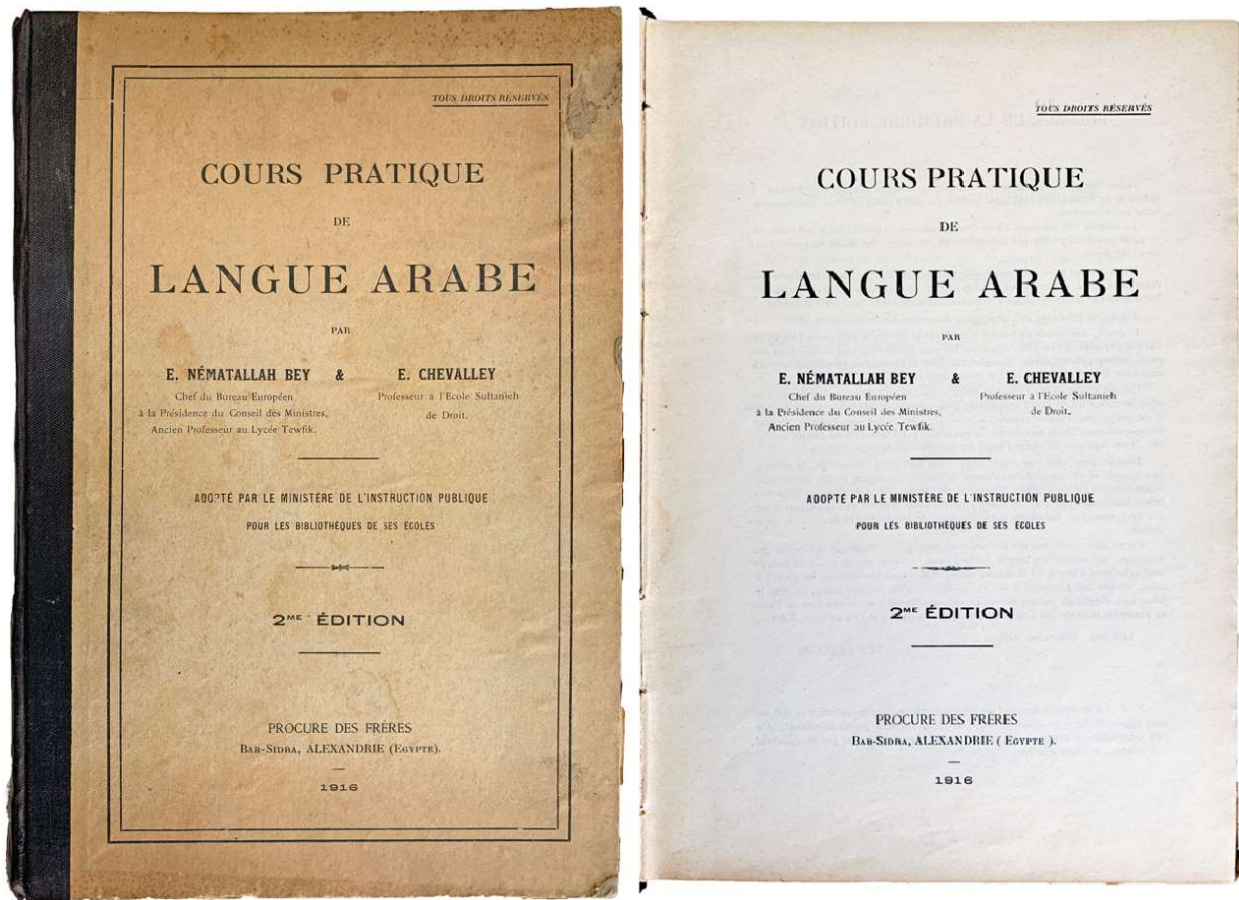 TOUS DROITS RÉSERVÉS
COURS PRATIQUE
DE
LANGUE ARABE
PAR
E. NÉMATALLAH BEY & E. CHEVALLEY
Chef du Bureau Européen
à la Présidence du Conseil des Ministres,
Ancien Professeur au Lycée Tewfik.
Professeur à l'Ecole Sultanieh
de Droit.
ADOPTÉ PAR LE MINISTÈRE DE L'INSTRUCTION PUBLIQUE
POUR LES BIBLIOTHÈQUES DE SES ÉCOLES
2ME ÉDITION
PROCURE DES FRÈRES
BAB-SIDRA, ALEXANDRIE (EGYPTE).
1916
TOUS DROITS RÉSERVÉS
COURS PRATIQUE
DE
LANGUE ARABE
PAR
E. NÉMATALLAH BEY & E. CHEVALLEY
Chef du Bureau Européen
à la Présidence du Conseil des Ministres,
Ancien Professeur au Lycée Tewfik.
Professeur à l'Ecole Sultanieh
de Droit.
ADOPTÉ PAR LE MINISTÈRE DE L'INSTRUCTION PUBLIQUE
POUR LES BIBLIOTHÈQUES DE SES ÉCOLES
2ME ÉDITION
PROCURE DES FRÈRES
BAB-SIDRA, ALEXANDRIE ( EGYPTE ).
1916